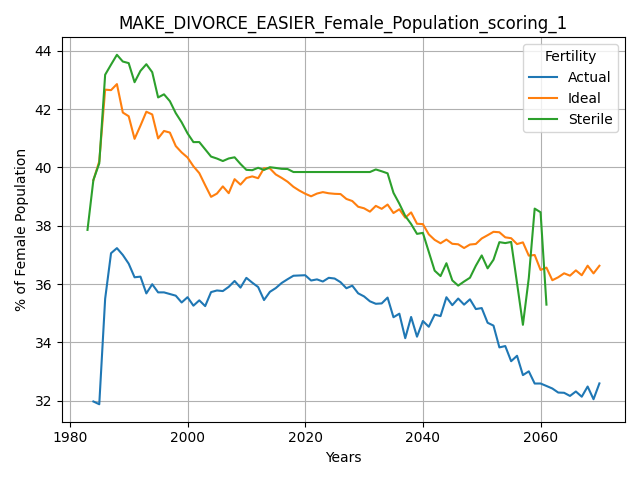 MAKE_DIVORCE_EASIER_Female_Population_scoring_1
Fertility
Actual
Ideal
Sterile
% of Female Population
44
42
40
38
36
34
32
1980
2000
2020
2040
2060
Years